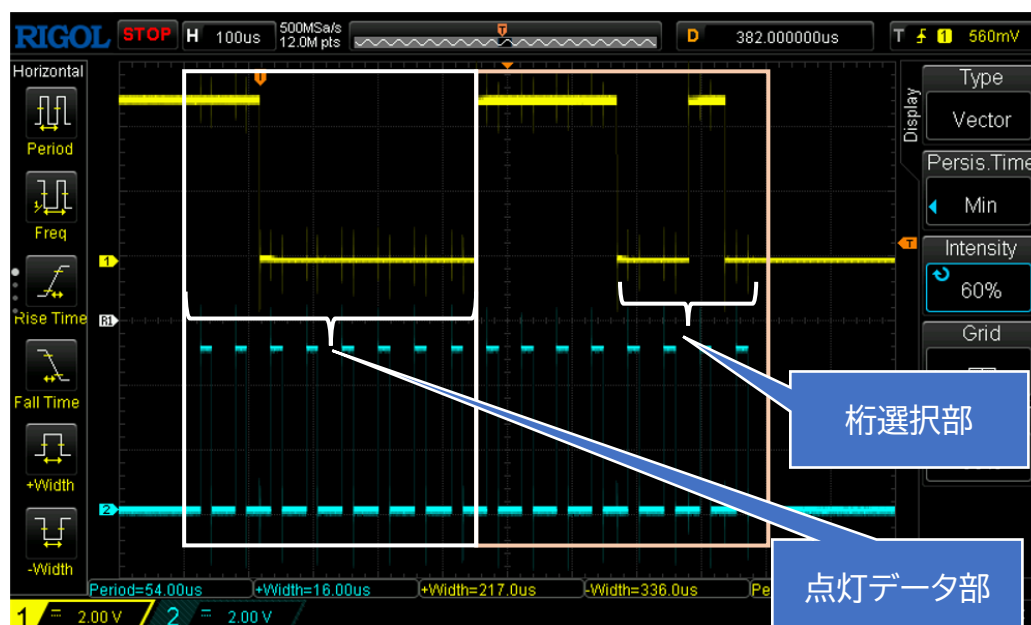 RIGOL STOP H 100us 500MSa/s 12.0M pts T D 382.000000us T 1 560mV
Horizontal
Period
Freq
Rise Time
Fall Time
+Width
-Width
T
T
1
R1
2
Display
Type
Vector
Persis.Time
Min
Intensity
60%
Grid
桁選択部
点灯データ部
Period=54.00us +Width=16.00us +Width=217.0us -Width=336.0us Pe
1 = 2.00 V 2 = 2.00 V